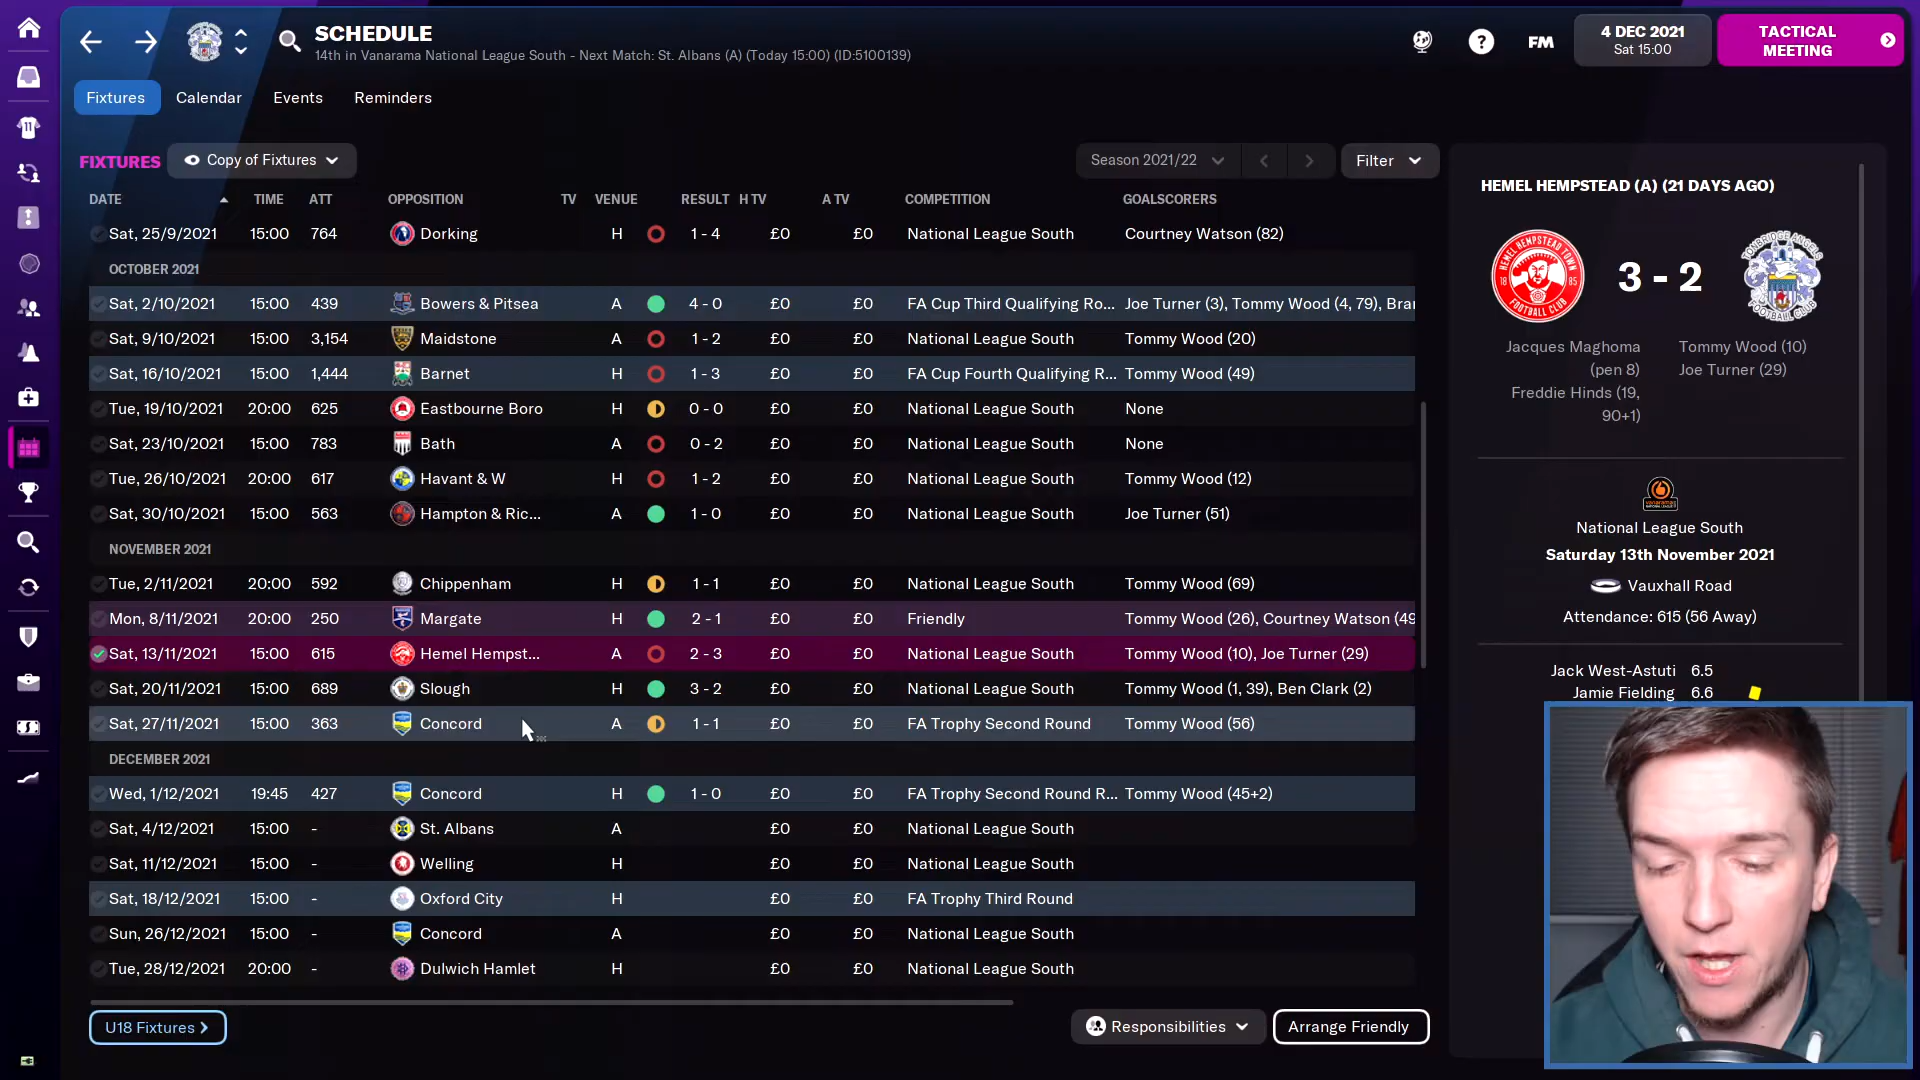 SCHEDULE
14th in Vanarama National League South - Next Match: St. Albans (A) (Today 15:00) (ID:5100139)
?
FM
4 DEC 2021
Sat 15:00
TACTICAL
MEETING
Fixtures Calendar Events Reminders
FIXTURES Copy of Fixtures Season 2021/22 Filter
DATE TIME ATT OPPOSITION TV VENUE RESULT H TV A TV COMPETITION GOALSCORERS
Sat, 25/9/2021 15:00 764 Dorking H 1 - 4 £0 £0 National League South Courtney Watson (82)
OCTOBER 2021
Sat, 2/10/2021 15:00 439 Bowers & Pitsea A 4 - 0 £0 £0 FA Cup Third Qualifying Ro... Joe Turner (3), Tommy Wood (4, 79), Brar
Sat, 9/10/2021 15:00 3,154 Maidstone A 1 - 2 £0 £0 National League South Tommy Wood (20)
Sat, 16/10/2021 15:00 1,444 Barnet H 1 - 3 £0 £0 FA Cup Fourth Qualifying R... Tommy Wood (49)
Tue, 19/10/2021 20:00 625 Eastbourne Boro H 0 - 0 £0 £0 National League South None
Sat, 23/10/2021 15:00 783 Bath A 0 - 2 £0 £0 National League South None
Tue, 26/10/2021 20:00 617 Havant & W H 1 - 2 £0 £0 National League South Tommy Wood (12)
Sat, 30/10/2021 15:00 563 Hampton & Ric... A 1 - 0 £0 £0 National League South Joe Turner (51)
NOVEMBER 2021
Tue, 2/11/2021 20:00 592 Chippenham H 1 - 1 £0 £0 National League South Tommy Wood (69)
Mon, 8/11/2021 20:00 250 Margate H 2 - 1 £0 £0 Friendly Tommy Wood (26), Courtney Watson (49
Sat, 13/11/2021 15:00 615 Hemel Hempst... A 2 - 3 £0 £0 National League South Tommy Wood (10), Joe Turner (29)
Sat, 20/11/2021 15:00 689 Slough H 3 - 2 £0 £0 National League South Tommy Wood (1, 39), Ben Clark (2)
Sat, 27/11/2021 15:00 363 Concord A 1 - 1 £0 £0 FA Trophy Second Round Tommy Wood (56)
DECEMBER 2021
Wed, 1/12/2021 19:45 427 Concord H 1 - 0 £0 £0 FA Trophy Second Round R... Tommy Wood (45+2)
Sat, 4/12/2021 15:00 - St. Albans A £0 £0 National League South
Sat, 11/12/2021 15:00 - Welling H £0 £0 National League South
Sat, 18/12/2021 15:00 - Oxford City H £0 £0 FA Trophy Third Round
Sun, 26/12/2021 15:00 - Concord A £0 £0 National League South
Tue, 28/12/2021 20:00 - Dulwich Hamlet H £0 £0 National League South
U18 Fixtures Responsibilities Arrange Friendly
HEMEL HEMPSTEAD (A) (21 DAYS AGO)
HEMEL HEMPSTEAD TOWN
18 85
FOOTBALL CLUB
3 - 2
TONBRIDGE ANGELS
FOOTBALL CLUB
Jacques Maghoma
(pen 8)
Freddie Hinds (19,
90+1)
Tommy Wood (10)
Joe Turner (29)
National League South
Saturday 13th November 2021
Vauxhall Road
Attendance: 615 (56 Away)
Jack West-Astuti 6.5
Jamie Fielding 6.6